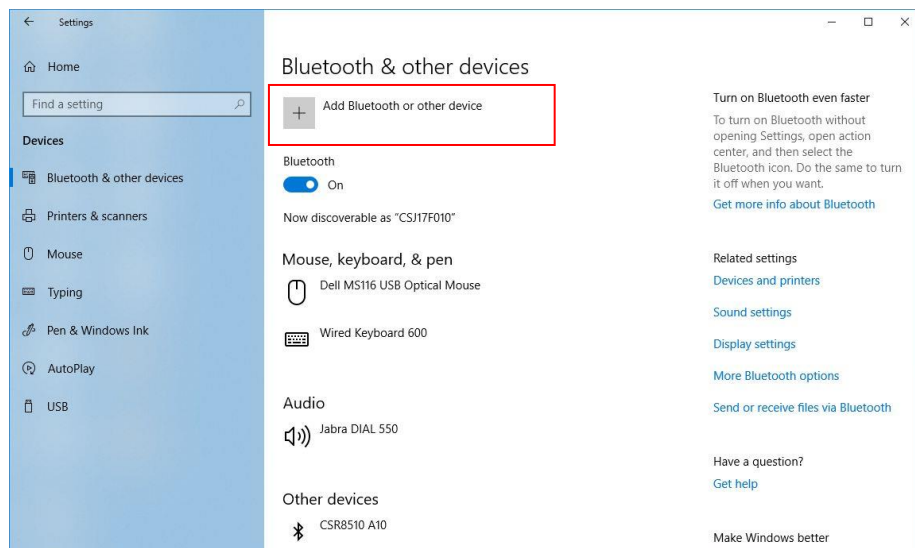 Settings
Home
Find a setting
Devices
Bluetooth & other devices
Printers & scanners
Mouse
Typing
Pen & Windows Ink
AutoPlay
USB
Bluetooth & other devices
Add Bluetooth or other device
Bluetooth
On
Now discoverable as “CSJ17F010”
Mouse, keyboard, & pen
Dell MS116 USB Optical Mouse
Wired Keyboard 600
Audio
Jabra DIAL 550
Other devices
CSR8510 A10
Turn on Bluetooth even faster
To turn on Bluetooth without
opening Settings, open action
center, and then select the
Bluetooth icon. Do the same to turn
it off when you want.
Get more info about Bluetooth
Related settings
Devices and printers
Sound settings
Display settings
More Bluetooth options
Send or receive files via Bluetooth
Have a question?
Get help
Make Windows better